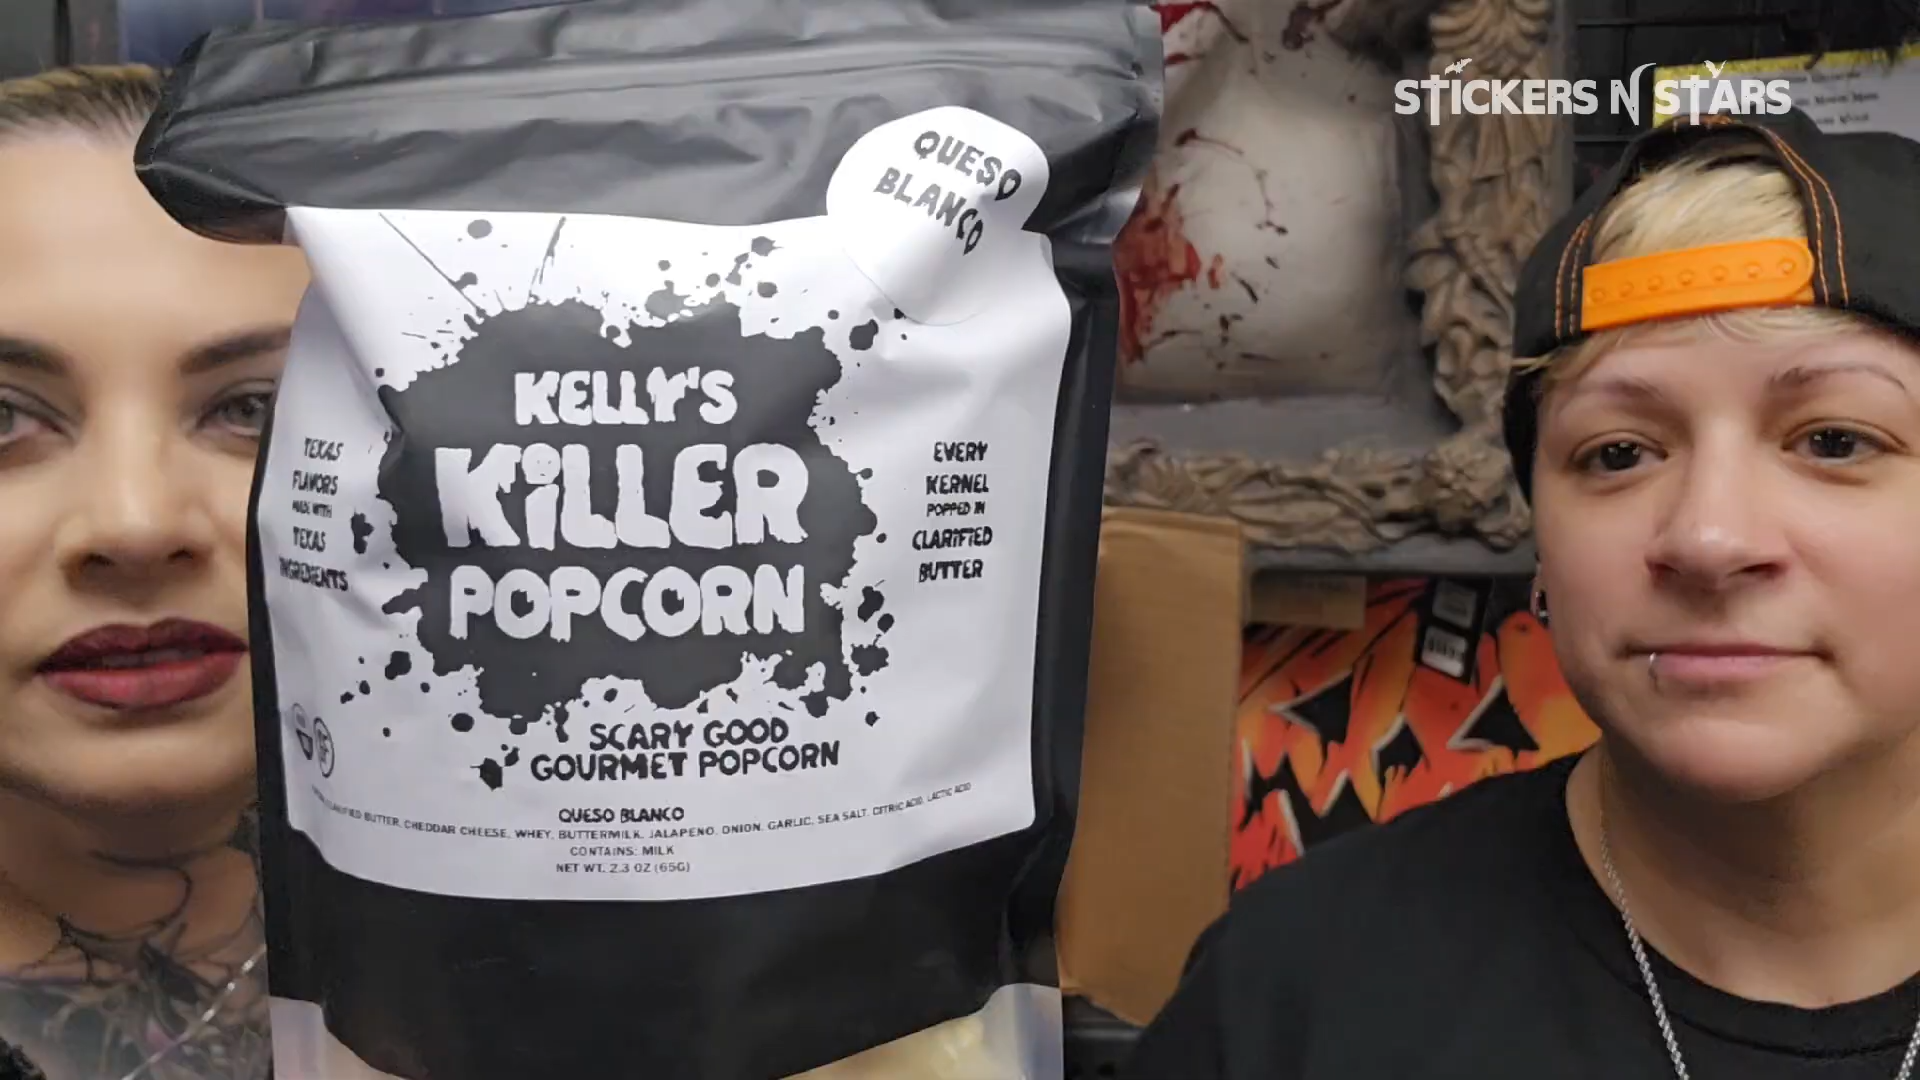 STICKERS N STARS
QUESO
BLANCO
KELLY'S
KiLLER
POPCORN
TEXAS
FLAVORS
MADE WITH
TEXAS
INGREDIENTS
EVERY
KERNEL
POPPED IN
CLARIFIED
BUTTER
SCARY GOOD
GOURMET POPCORN
QUESO BLANCO
BUTTER, CHEDDAR CHEESE, WHEY, BUTTERMILK, JALAPENO, ONION, GARLIC, SEA SALT, CITRIC ACID, LACTIC ACID
CONTAINS: MILK
NET WT. 2.3 OZ (65G)